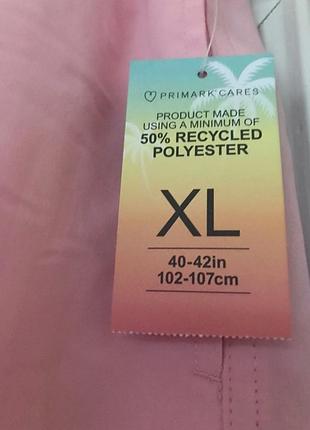 PRIMARK CARES
PRODUCT MADE
USING A MINIMUM OF
50% RECYCLED
POLYESTER
XL
40-42in
102-107cm